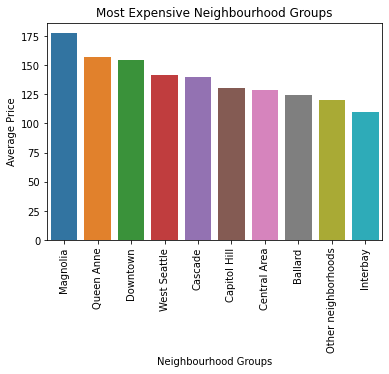 Most Expensive Neighbourhood Groups
Average Price
175
150
125
100
75
50
25
0
Magnolia
Queen Anne
Downtown
West Seattle
Cascade
Capitol Hill
Central Area
Ballard
Other neighborhoods
Interbay
Neighbourhood Groups